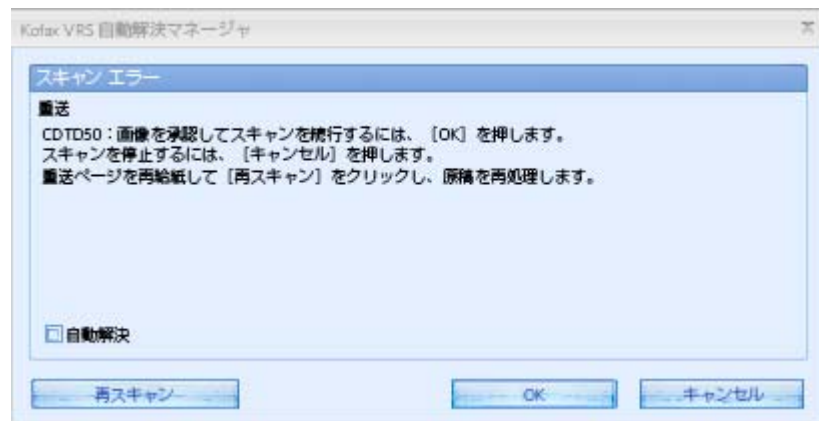 Kofax VRS 自動解決マネージャ
スキャン エラー
重送
CDTD50：画像を承認してスキャンを続行するには、［OK］を押します。
スキャンを停止するには、［キャンセル］を押します。
重送ページを再給紙して［再スキャン］をクリックし、原稿を再処理します。
自動解決
再スキャン OK キャンセル